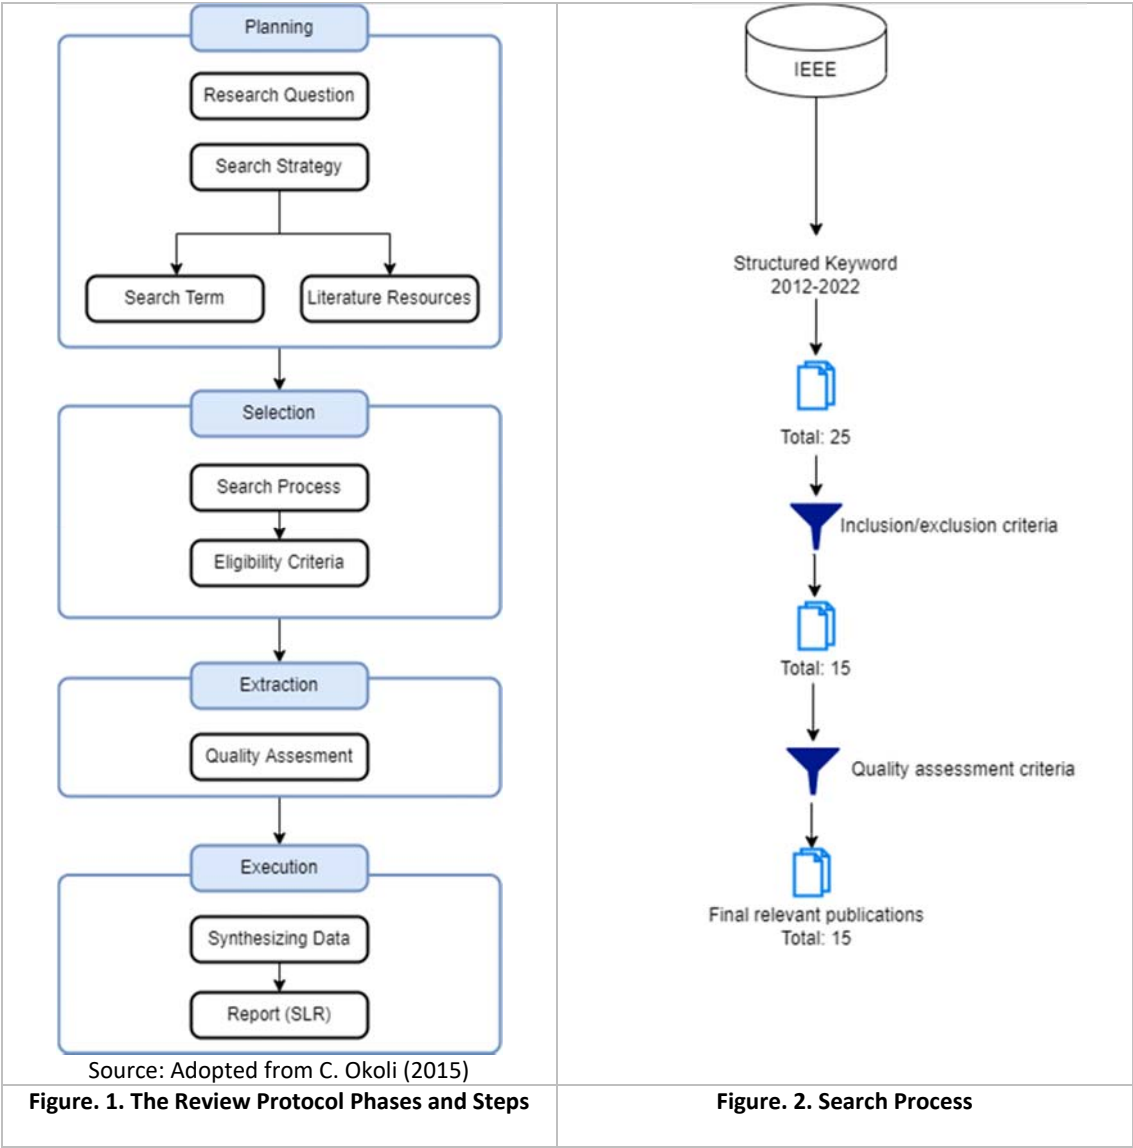 Planning
Research Question
Search Strategy
Search Term
Literature Resources
Selection
Search Process
Eligibility Criteria
Extraction
Quality Assesment
Execution
Synthesizing Data
Report (SLR)
Source: Adopted from C. Okoli (2015)
Figure. 1. The Review Protocol Phases and Steps
IEEE
Structured Keyword
2012-2022
Total: 25
Inclusion/exclusion criteria
Total: 15
Quality assessment criteria
Final relevant publications
Total: 15
Figure. 2. Search Process